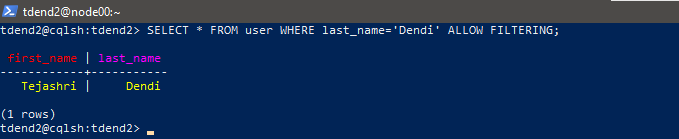 tdend2@node00:~
tdend2@cqlsh:tdend2> SELECT * FROM user WHERE last_name='Dendi' ALLOW FILTERING;
first_name | last_name
------------+-----------
Tejashri | Dendi
(1 rows)
tdend2@cqlsh:tdend2>